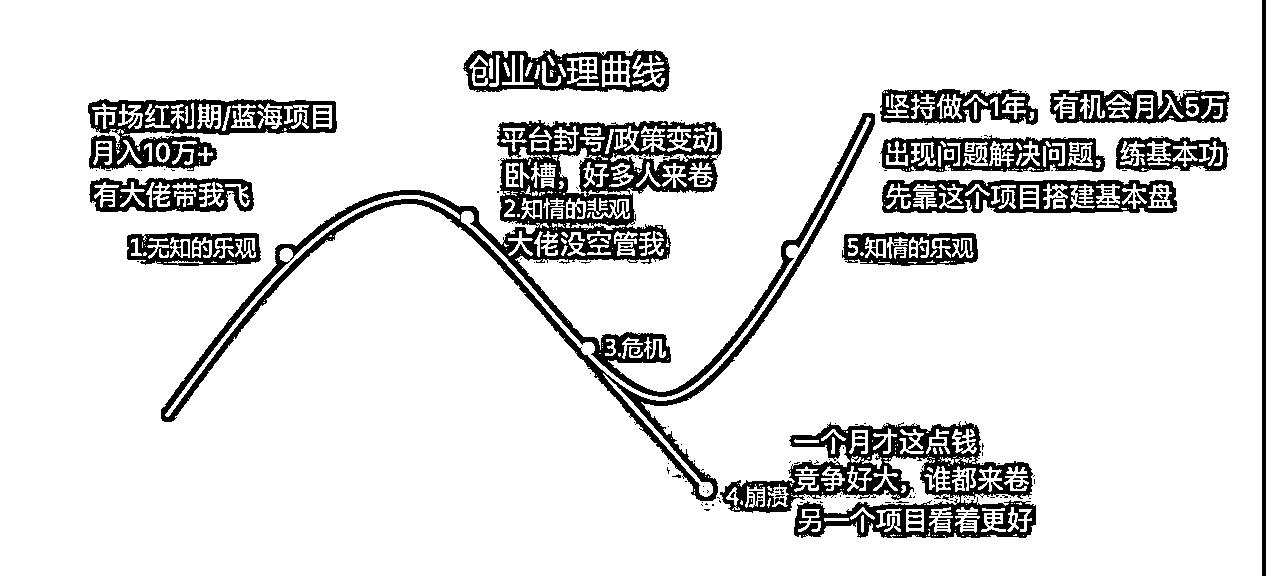 创业心理曲线
市场红利期/蓝海项目
月入10万+
有大佬带我飞
1.无知的乐观
平台封号/政策变动
卧槽，好多人来卷
2.知情的悲观
大佬没空管我
3.危机
4.崩溃
一个月才这点钱
竞争好大，谁都来卷
另一个项目看着更好
坚持做个1年，有机会月入5万
出现问题解决问题，练基本功
先靠这个项目搭建基本盘
5.知情的乐观